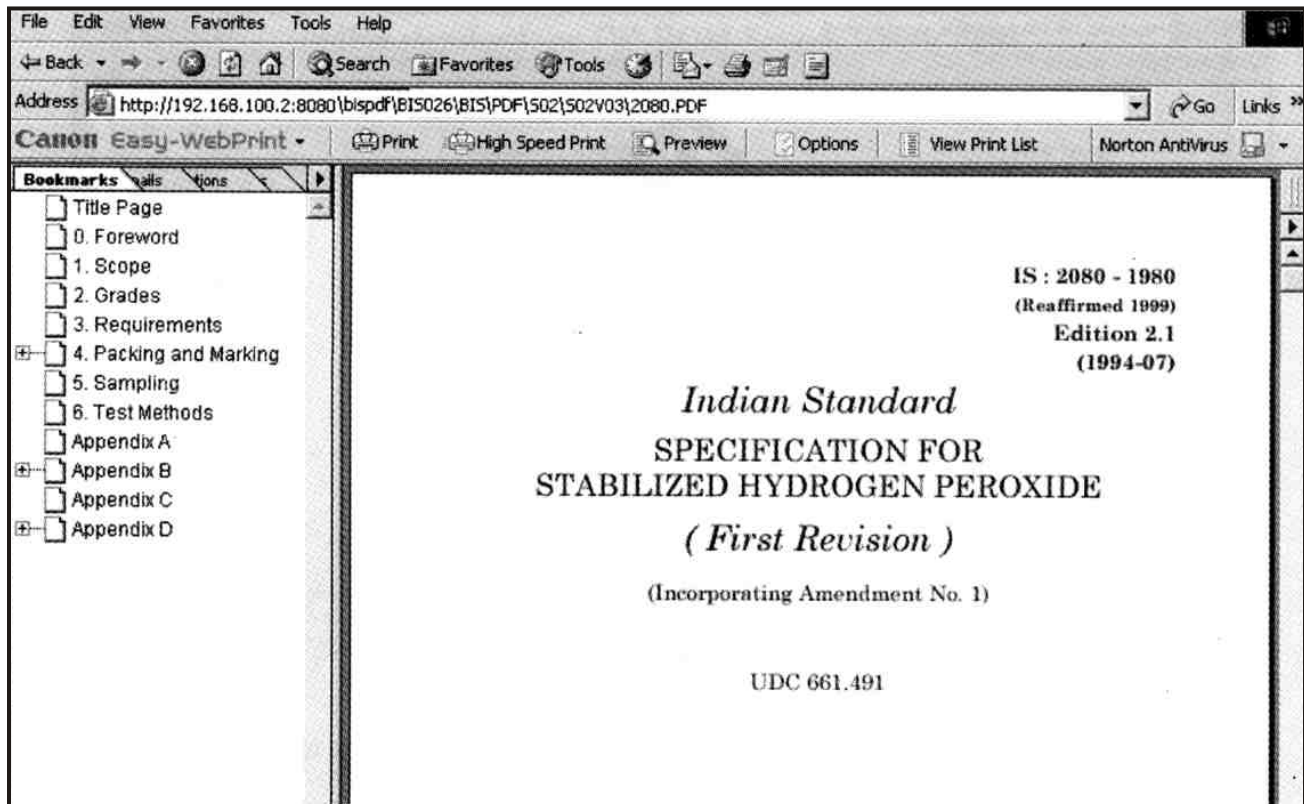 File Edit View Favorites Tools Help
Back Search Favorites Tools
Address http://192.168.100.2:8080\bispdf\BIS026\BIS\PDF\S02\S02V03\2080.PDF Go Links »
Canon Easy-WebPrint Print High Speed Print Preview Options View Print List Norton AntiVirus
Bookmarks ails tions
Title Page
0. Foreword
1. Scope
2. Grades
3. Requirements
4. Packing and Marking
5. Sampling
6. Test Methods
Appendix A
Appendix B
Appendix C
Appendix D
IS : 2080 - 1980
(Reaffirmed 1999)
Edition 2.1
(1994-07)
Indian Standard
SPECIFICATION FOR
STABILIZED HYDROGEN PEROXIDE
( First Revision )
(Incorporating Amendment No. 1)
UDC 661.491